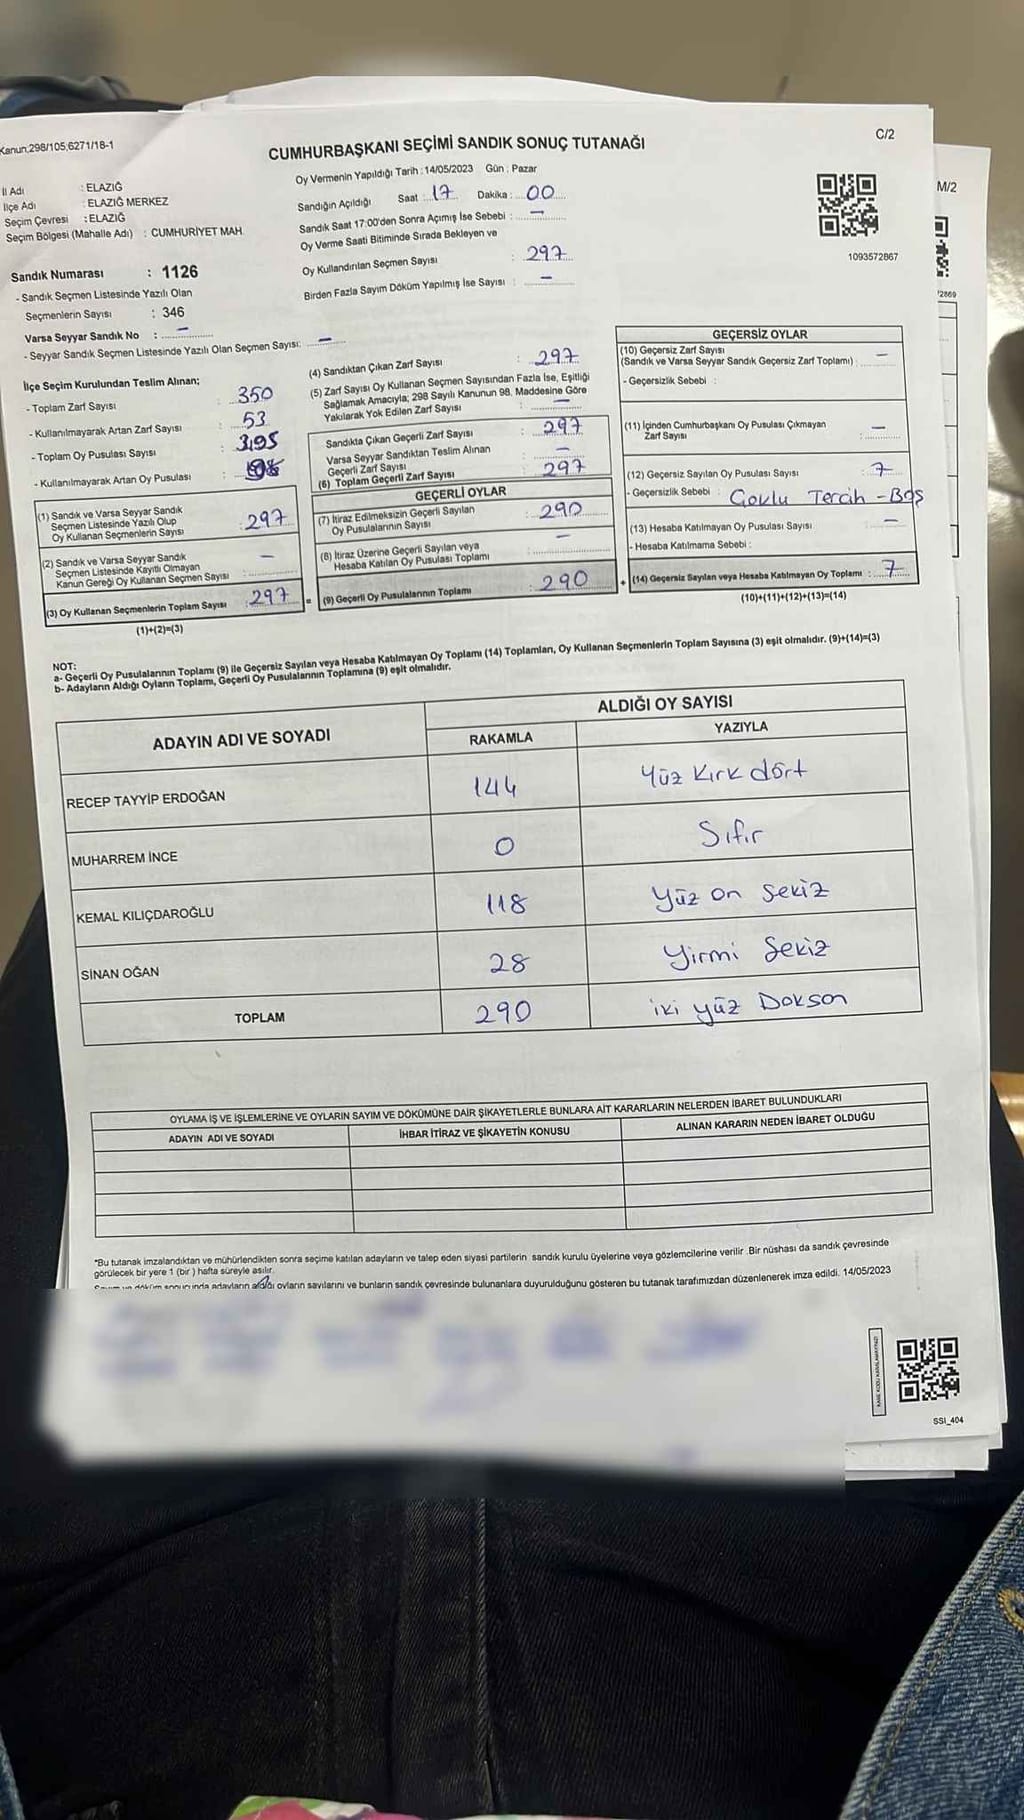 Kanun,298/105;6271/18-1
C/2
CUMHURBAŞKANI SEÇİMİ SANDIK SONUÇ TUTANAĞI
M/2
İl Adı : ELAZIĞ
İlçe Adı : ELAZIĞ MERKEZ
Seçim Çevresi : ELAZIĞ
Seçim Bölgesi (Mahalle Adı) : CUMHURİYET MAH
Sandık Numarası : 1126
- Sandık Seçmen Listesinde Yazılı Olan
Seçmenlerin Sayısı : 346
Varsa Seyyar Sandık No : –
- Seyyar Sandık Seçmen Listesinde Yazılı Olan Seçmen Sayısı: –
Oy Vermenin Yapıldığı Tarih : 14/05/2023 Gün : Pazar
Sandığın Açıldığı Saat : 17 Dakika : 00
Sandık Saat 17:00'den Sonra Açımış İse Sebebi : –
Oy Verme Saati Bitiminde Sırada Bekleyen ve
Oy Kullandırılan Seçmen Sayısı : 297
Birden Fazla Sayım Döküm Yapılmış İse Sayısı : –
1093572867
İlçe Seçim Kurulundan Teslim Alınan;
- Toplam Zarf Sayısı : 350
- Kullanılmayarak Artan Zarf Sayısı : 53
- Toplam Oy Pusulası Sayısı : 395
- Kullanılmayarak Artan Oy Pusulası :
(1) Sandık ve Varsa Seyyar Sandık
Seçmen Listesinde Yazılı Olup
Oy Kullanan Seçmenlerin Sayısı : 297
(2) Sandık ve Varsa Seyyar Sandık
Seçmen Listesinde Kayıtlı Olmayan
Kanun Gereği Oy Kullanan Seçmen Sayısı : –
(3) Oy Kullanan Seçmenlerin Toplam Sayısı : 297 =
(1)+(2)=(3)
(4) Sandıktan Çıkan Zarf Sayısı : 297
(5) Zarf Sayısı Oy Kullanan Seçmen Sayısından Fazla İse, Eşitliği
Sağlamak Amacıyla; 298 Sayılı Kanunun 98. Maddesine Göre
Yakılarak Yok Edilen Zarf Sayısı : –
Sandıkta Çıkan Geçerli Zarf Sayısı : 297
Varsa Seyyar Sandıktan Teslim Alınan
Geçerli Zarf Sayısı : –
(6) Toplam Geçerli Zarf Sayısı : 297
GEÇERLİ OYLAR
(7) İtiraz Edilmeksizin Geçerli Sayılan
Oy Pusulalarının Sayısı : 290
(8) İtiraz Üzerine Geçerli Sayılan veya
Hesaba Katılan Oy Pusulası Toplamı : –
(9) Geçerli Oy Pusulalarının Toplamı : 290 +
GEÇERSİZ OYLAR
(10) Geçersiz Zarf Sayısı
(Sandık ve Varsa Seyyar Sandık Geçersiz Zarf Toplamı) : –
- Geçersizlik Sebebi :
(11) İçinden Cumhurbaşkanı Oy Pusulası Çıkmayan
Zarf Sayısı : –
(12) Geçersiz Sayılan Oy Pusulası Sayısı : 7
- Geçersizlik Sebebi : Çoklu Tercih - Boş
(13) Hesaba Katılmayan Oy Pusulası Sayısı : –
- Hesaba Katılmama Sebebi :
(14) Geçersiz Sayılan veya Hesaba Katılmayan Oy Toplamı : 7
(10)+(11)+(12)+(13)=(14)
NOT:
a- Geçerli Oy Pusulalarının Toplamı (9) ile Geçersiz Sayılan veya Hesaba Katılmayan Oy Toplamı (14) Toplamları, Oy Kullanan Seçmenlerin Toplam Sayısına (3) eşit olmalıdır. (9)+(14)=(3)
b- Adayların Aldığı Oyların Toplamı, Geçerli Oy Pusulalarının Toplamına (9) eşit olmalıdır.
ADAYIN ADI VE SOYADI
ALDIĞI OY SAYISI
RAKAMLA YAZIYLA
RECEP TAYYİP ERDOĞAN 144 Yüz Kırk dört
MUHARREM İNCE 0 Sıfır
KEMAL KILIÇDAROĞLU 118 Yüz on Sekiz
SİNAN OĞAN 28 Yirmi Sekiz
TOPLAM 290 iki yüz Doksan
OYLAMA İŞ VE İŞLEMLERİNE VE OYLARIN SAYIM VE DÖKÜMÜNE DAİR ŞİKAYETLERLE BUNLARA AİT KARARLARIN NELERDEN İBARET BULUNDUKLARI
ADAYIN ADI VE SOYADI İHBAR İTİRAZ VE ŞİKAYETİN KONUSU ALINAN KARARIN NEDEN İBARET OLDUĞU
*Bu tutanak imzalandıktan ve mühürlendikten sonra seçime katılan adayların ve talep eden siyasi partilerin sandık kurulu üyelerine veya gözlemcilerine verilir .Bir nüshası da sandık çevresinde
görülecek bir yere 1 (bir ) hafta süreyle asılır.
Sayım ve döküm sonucunda adayların aldığı oyların sayılarını ve bunların sandık çevresinde bulunanlara duyurulduğunu gösteren bu tutanak tarafımızdan düzenlenerek imza edildi. 14/05/2023
SSI_404